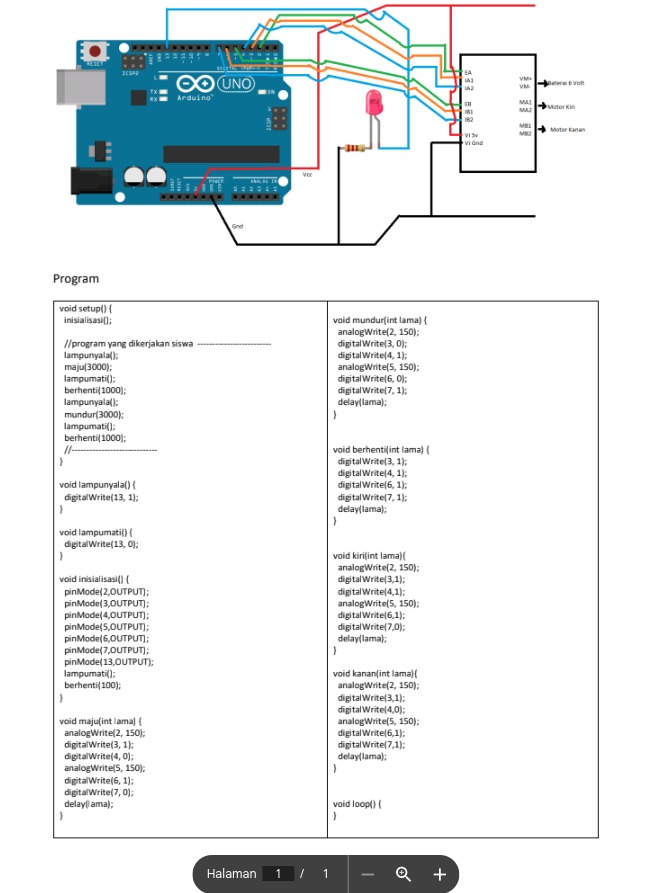 RESET
ICSP2
L
TX
RX
UNO
Arduino
ON
ICSP
DIGITAL (PWM~)
POWER
ANALOG IN
EA
IA1
IA2
EB
IB1
IB2
VI 5v
VI Gnd
VM+
VM-
MA1
MA2
MB1
MB2
Baterai 6 Volt
Motor Kiri
Motor Kanan
Vcc
Gnd
Program
void setup() {
inisialisasi();
//program yang dikerjakan siswa -------------------------
lampunyala();
maju(3000);
lampumati();
berhenti(1000);
lampunyala();
mundur(3000);
lampumati();
berhenti(1000);
//-----------------------------
}
void lampunyala() {
digitalWrite(13, 1);
}
void lampumati() {
digitalWrite(13, 0);
}
void inisialisasi() {
pinMode(2,OUTPUT);
pinMode(3,OUTPUT);
pinMode(4,OUTPUT);
pinMode(5,OUTPUT);
pinMode(6,OUTPUT);
pinMode(7,OUTPUT);
pinMode(13,OUTPUT);
lampumati();
berhenti(100);
}
void maju(int lama) {
analogWrite(2, 150);
digitalWrite(3, 1);
digitalWrite(4, 0);
analogWrite(5, 150);
digitalWrite(6, 1);
digitalWrite(7, 0);
delay(lama);
}
void mundur(int lama) {
analogWrite(2, 150);
digitalWrite(3, 0);
digitalWrite(4, 1);
analogWrite(5, 150);
digitalWrite(6, 0);
digitalWrite(7, 1);
delay(lama);
}
void berhenti(int lama) {
digitalWrite(3, 1);
digitalWrite(4, 1);
digitalWrite(6, 1);
digitalWrite(7, 1);
delay(lama);
}
void kiri(int lama){
analogWrite(2, 150);
digitalWrite(3,1);
digitalWrite(4,1);
analogWrite(5, 150);
digitalWrite(6,1);
digitalWrite(7,0);
delay(lama);
}
void kanan(int lama){
analogWrite(2, 150);
digitalWrite(3,1);
digitalWrite(4,0);
analogWrite(5, 150);
digitalWrite(6,1);
digitalWrite(7,1);
delay(lama);
}
void loop() {
}
Halaman 1 / 1